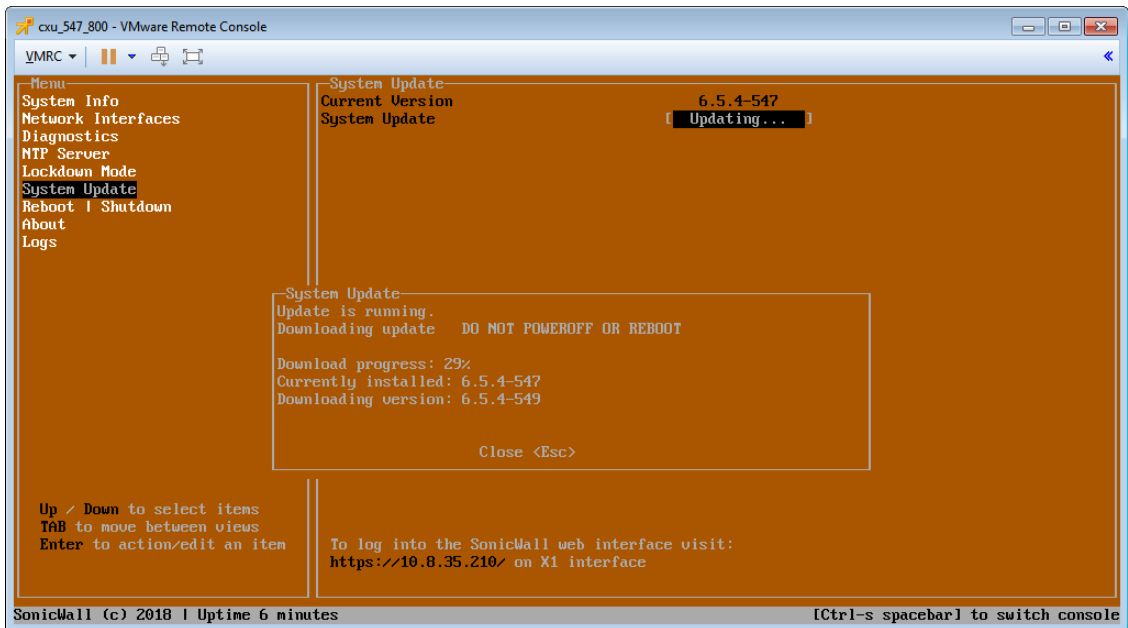 cxu_547_800 - VMware Remote Console
VMRC
Menu
System Info
Network Interfaces
Diagnostics
NTP Server
Lockdown Mode
System Update
Reboot | Shutdown
About
Logs
System Update
Current Version 6.5.4-547
System Update [ Updating... ]
System Update
Update is running.
Downloading update DO NOT POWEROFF OR REBOOT
Download progress: 29%
Currently installed: 6.5.4-547
Downloading version: 6.5.4-549
Close <Esc>
Up / Down to select items
TAB to move between views
Enter to action/edit an item
To log into the SonicWall web interface visit:
https://10.8.35.210/ on X1 interface
SonicWall (c) 2018 | Uptime 6 minutes [Ctrl-s spacebar] to switch console